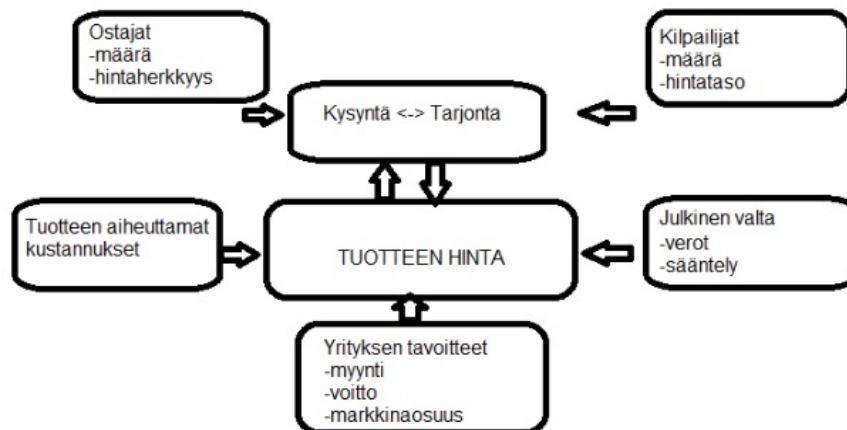 Ostajat
-määrä
-hintaherkkyys
Kilpailijat
-määrä
-hintataso
Kysyntä <-> Tarjonta
Tuotteen aiheuttamat
kustannukset
TUOTTEEN HINTA
Julkinen valta
-verot
-sääntely
Yrityksen tavoitteet
-myynti
-voitto
-markkinaosuus